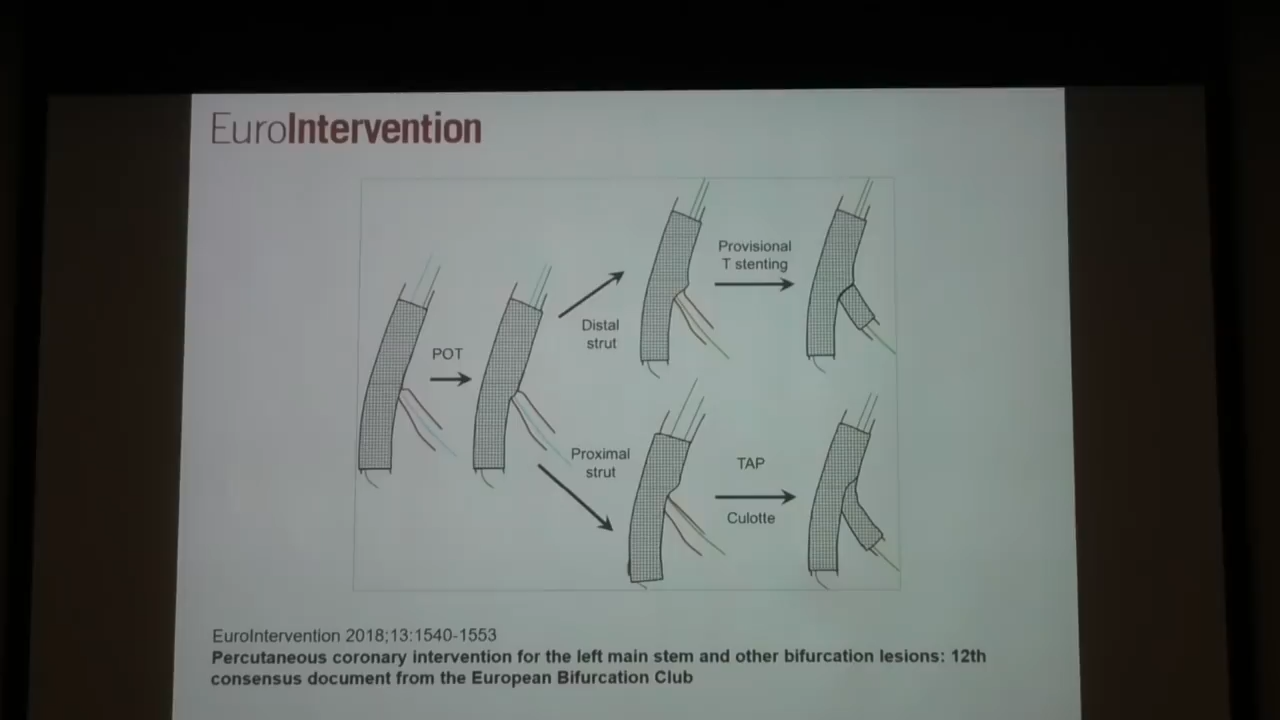 EuroIntervention
Provisional
T stenting
Distal
strut
POT
Proximal
strut
TAP
Culotte
EuroIntervention 2018;13:1540-1553
Percutaneous coronary intervention for the left main stem and other bifurcation lesions: 12th
consensus document from the European Bifurcation Club